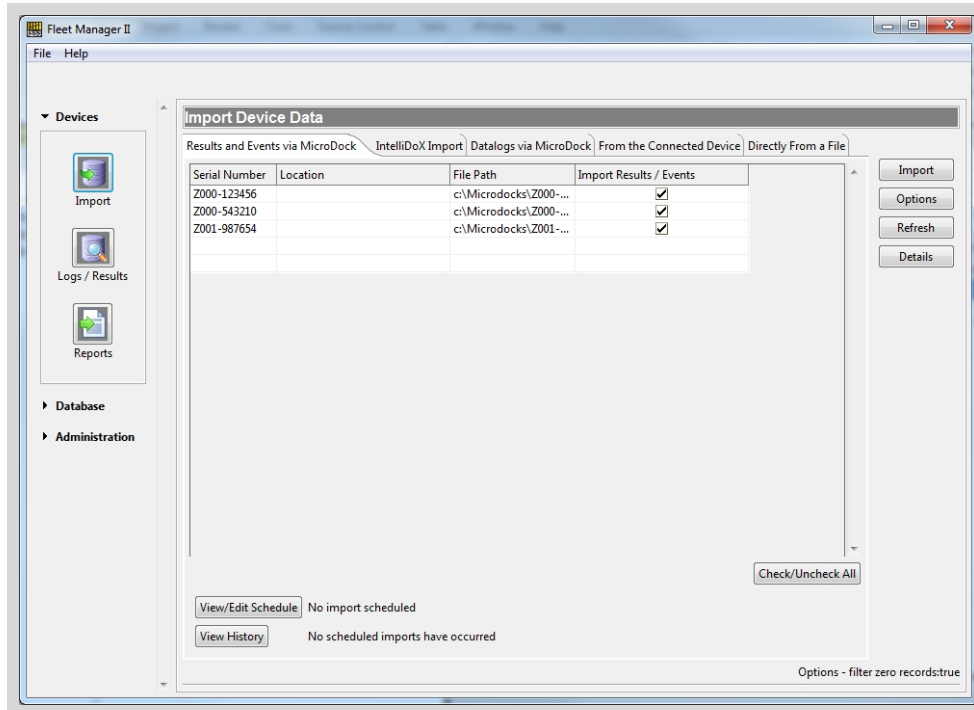 Fleet Manager II
File Help
Devices
Import
Logs / Results
Reports
Database
Administration
Import Device Data
Results and Events via MicroDock IntelliDoX Import Datalogs via MicroDock From the Connected Device Directly From a File
Serial Number Location File Path Import Results / Events
Z000-123456 c:\Microdocks\Z000-...
Z000-543210 c:\Microdocks\Z000-...
Z001-987654 c:\Microdocks\Z001-...
Import
Options
Refresh
Details
Check/Uncheck All
View/Edit Schedule No import scheduled
View History No scheduled imports have occurred
Options - filter zero records:true